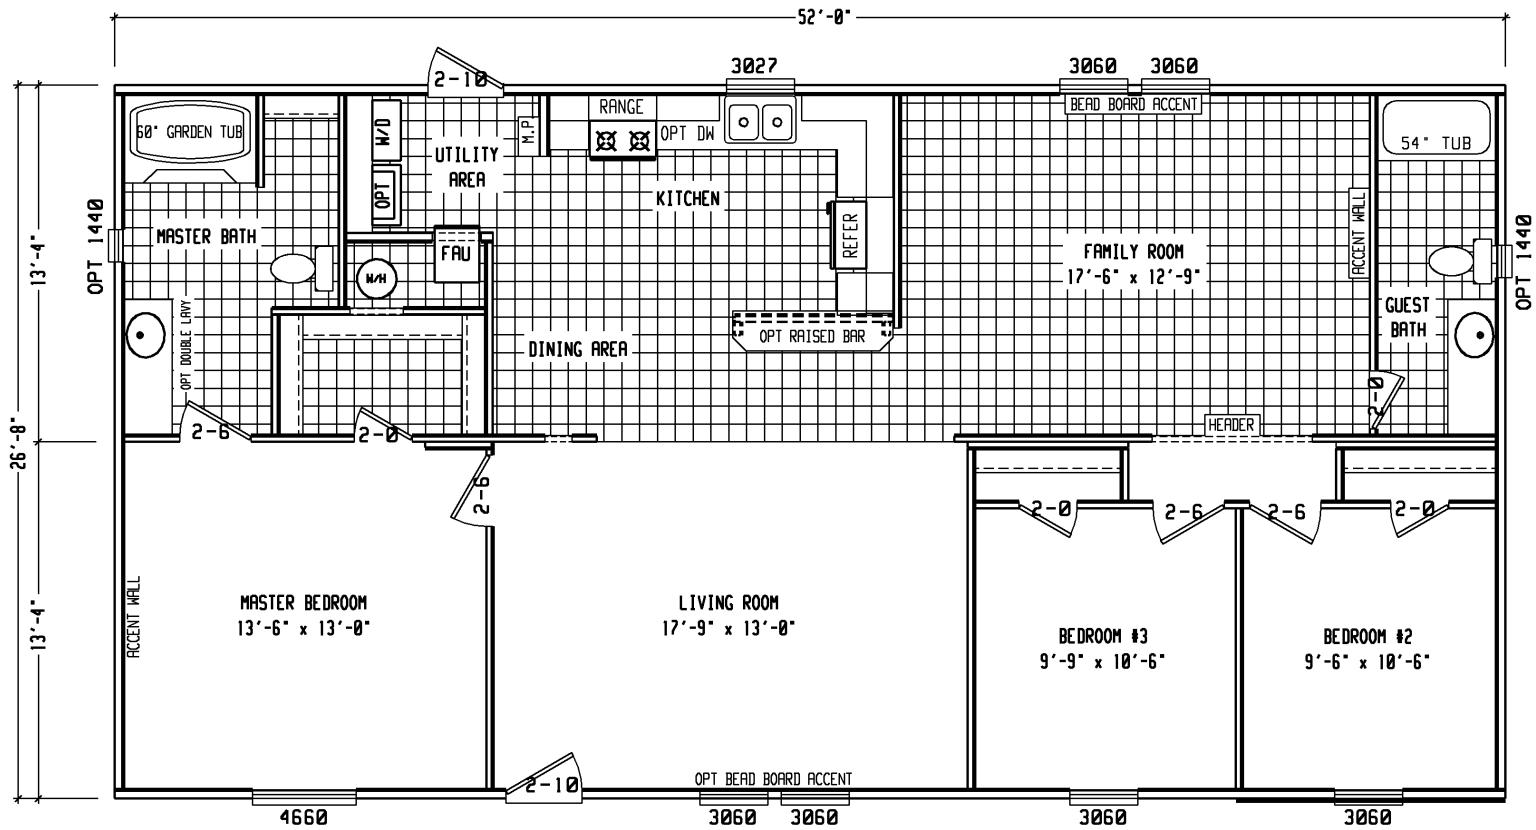 52'-0"
2-10
3027
3060 3060
RANGE
OPT DW
BEAD BOARD ACCENT
60" GARDEN TUB
W/D
M.P.
54" TUB
UTILITY
AREA
OPT
KITCHEN
OPT 1440
MASTER BATH
REFER
ACCENT WALL
OPT 1440
13'-4"
FAU
W/H
FAMILY ROOM
17'-6" x 12'-9"
GUEST
BATH
OPT DOUBLE LAVY
DINING AREA
OPT RAISED BAR
2-0
2-6
2-0
HEADER
26'-8"
2-6
2-0
2-6
2-6
2-0
13'-4"
ACCENT WALL
MASTER BEDROOM
13'-6" x 13'-0"
LIVING ROOM
17'-9" x 13'-0"
BEDROOM #3
9'-9" x 10'-6"
BEDROOM #2
9'-6" x 10'-6"
2-10
OPT BEAD BOARD ACCENT
4660
3060 3060
3060
3060